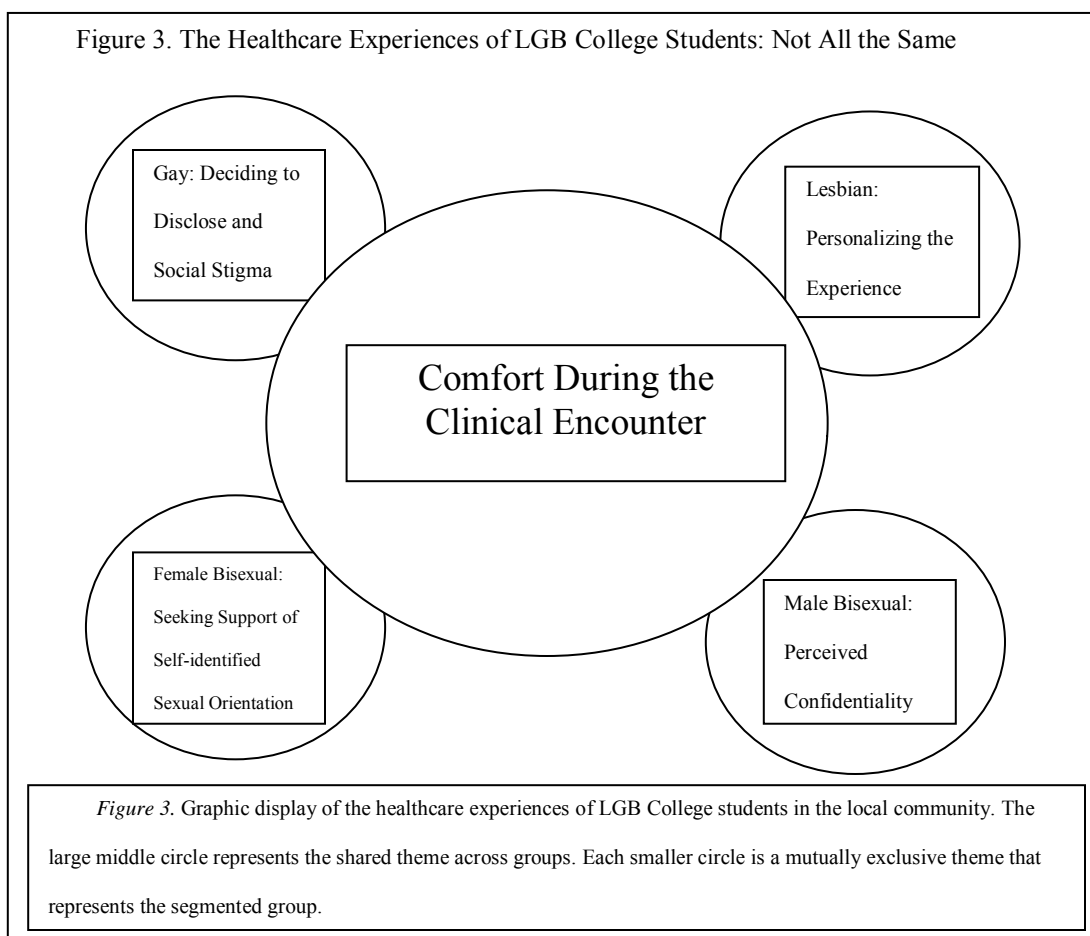 Figure 3. The Healthcare Experiences of LGB College Students: Not All the Same
Gay: Deciding to
Disclose and
Social Stigma
Lesbian:
Personalizing the
Experience
Comfort During the
Clinical Encounter
Female Bisexual:
Seeking Support of
Self-identified
Sexual Orientation
Male Bisexual:
Perceived
Confidentiality
Figure 3. Graphic display of the healthcare experiences of LGB College students in the local community. The
large middle circle represents the shared theme across groups. Each smaller circle is a mutually exclusive theme that
represents the segmented group.